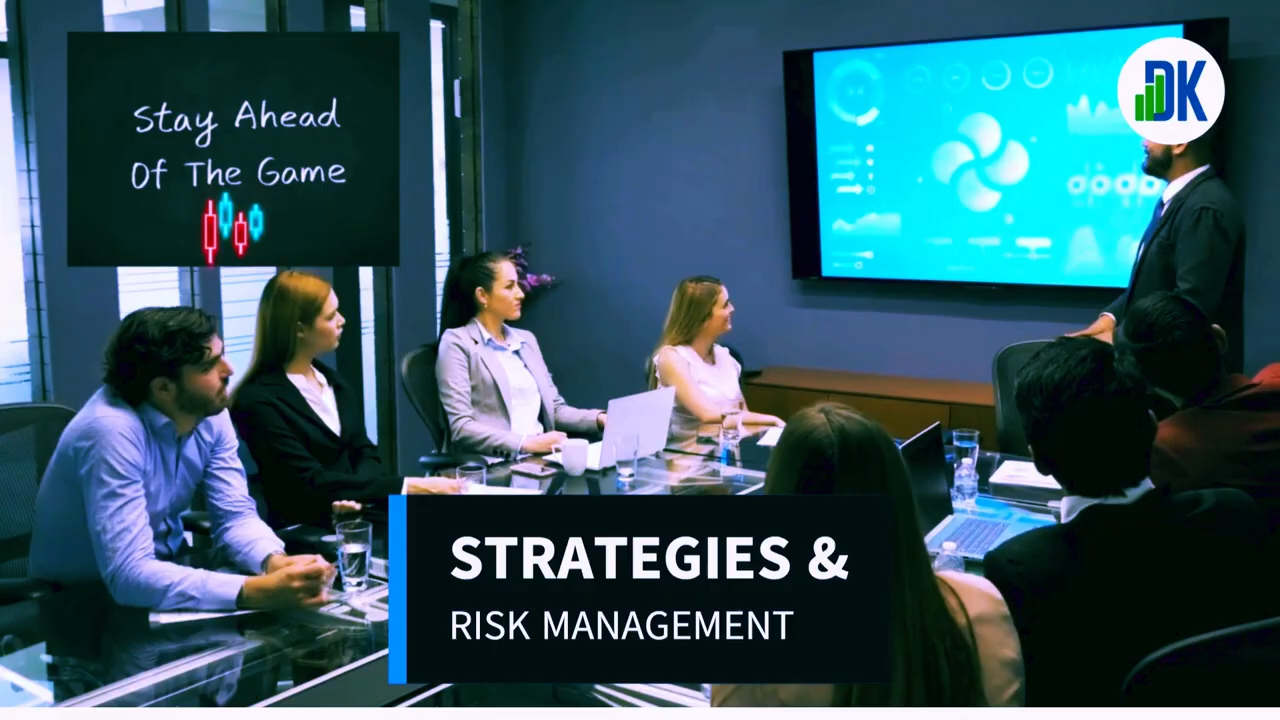 Stay Ahead
Of The Game
DK
STRATEGIES &
RISK MANAGEMENT